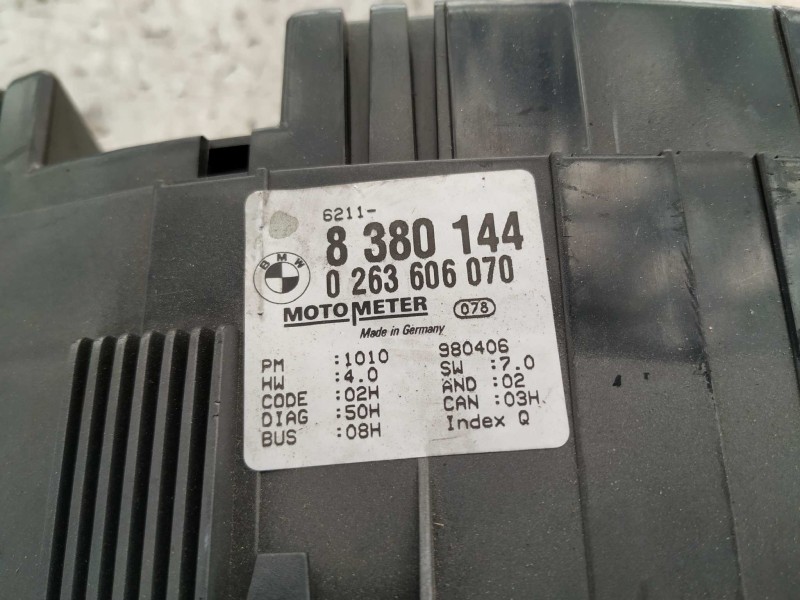 6211-
8 380 144
BMW
0 263 606 070
MOTOMETER 078
Made in Germany
PM :1010 980406
HW :4.0 SW :7.0
CODE :02H AND :02
DIAG :50H CAN :03H
BUS :08H Index Q